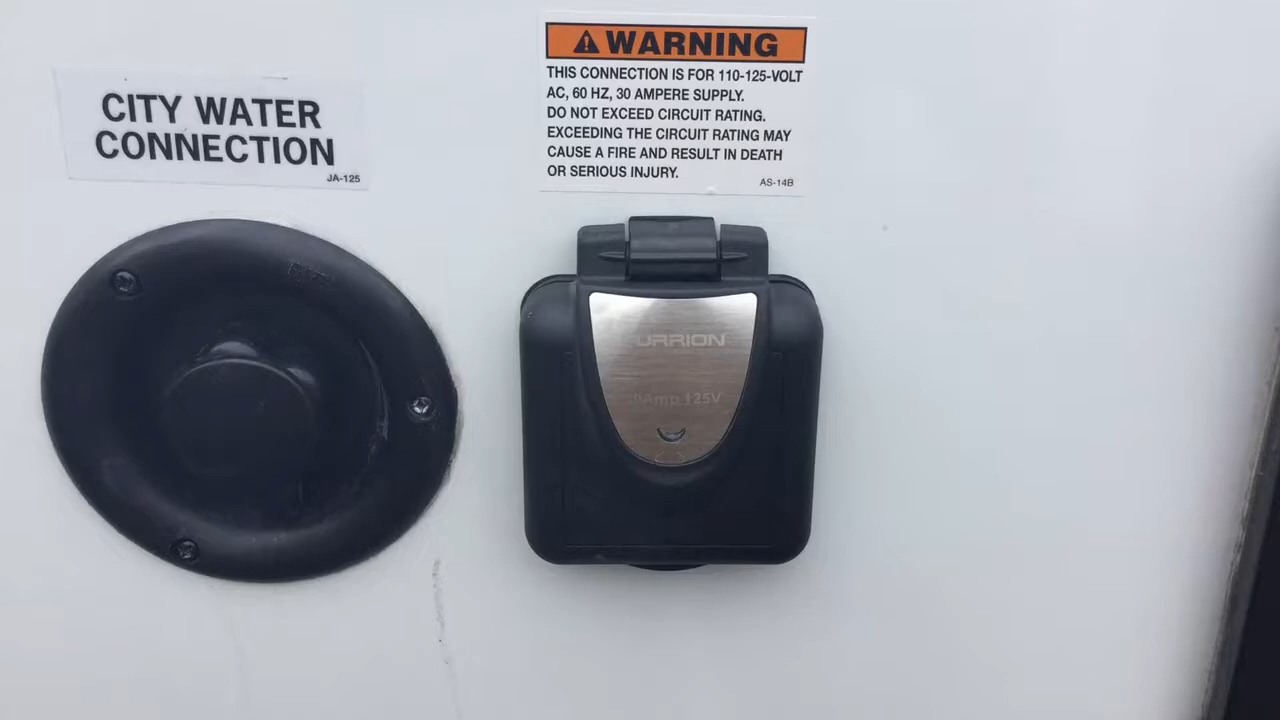 CITY WATER
CONNECTION
JA-125
WARNING
THIS CONNECTION IS FOR 110-125-VOLT
AC, 60 HZ, 30 AMPERE SUPPLY.
DO NOT EXCEED CIRCUIT RATING.
EXCEEDING THE CIRCUIT RATING MAY
CAUSE A FIRE AND RESULT IN DEATH
OR SERIOUS INJURY.
AS-14B
125V